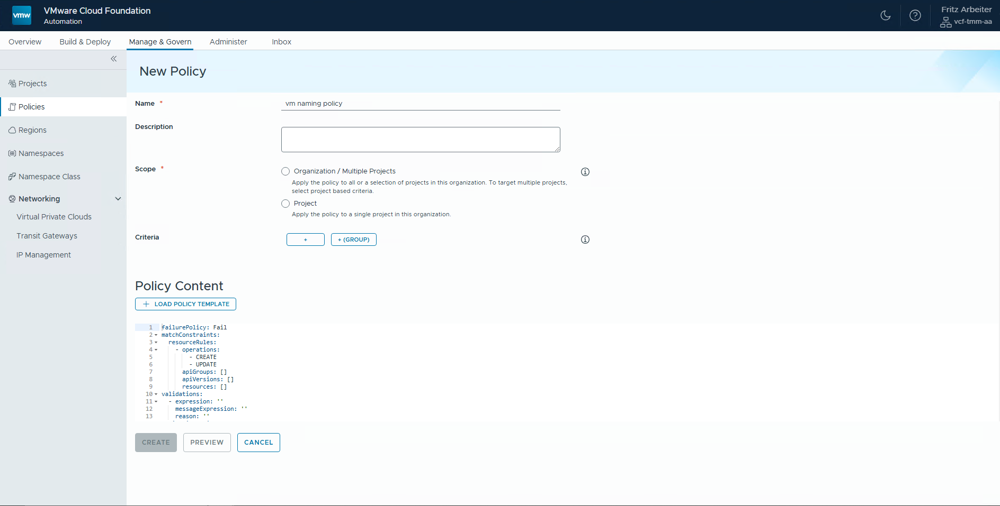 vmw
VMware Cloud Foundation
Automation
Fritz Arbeiter
vcf-tmm-aa
Overview
Build & Deploy
Manage & Govern
Administer
Inbox
Projects
Policies
Regions
Namespaces
Namespace Class
Networking
Virtual Private Clouds
Transit Gateways
IP Management
New Policy
Name *
vm naming policy
Description
Scope *
Organization / Multiple Projects
Apply the policy to all or a selection of projects in this organization. To target multiple projects,
select project based criteria.
Project
Apply the policy to a single project in this organization.
Criteria
+
+ (GROUP)
Policy Content
+ LOAD POLICY TEMPLATE
1 failurePolicy: Fail
2 matchConstraints:
3 resourceRules:
4 - operations:
5 - CREATE
6 - UPDATE
7 apiGroups: []
8 apiVersions: []
9 resources: []
10 validations:
11 - expression: ''
12 messageExpression: ''
13 reason: ''
CREATE
PREVIEW
CANCEL